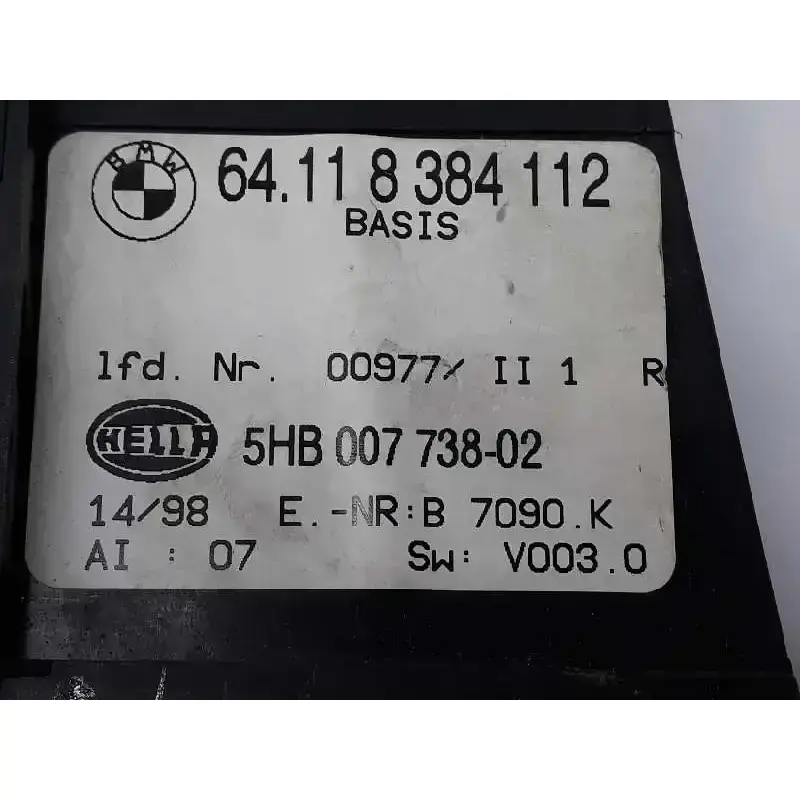 BMW
64.11 8 384 112
BASIS
lfd. Nr. 00977/ II 1 R
HELLA
5HB 007 738-02
14/98 E.-NR:B 7090.K
AI : 07 SW: V003.0